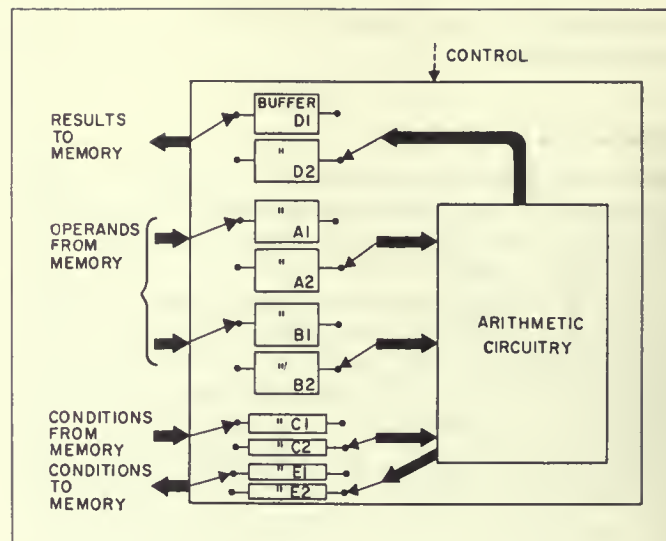 CONTROL
RESULTS
TO
MEMORY
BUFFER
D1
"
D2
OPERANDS
FROM
MEMORY
"
A1
"
A2
"
B1
"
B2
ARITHMETIC
CIRCUITRY
CONDITIONS
FROM
MEMORY
" C1
" C2
CONDITIONS
TO
MEMORY
" E1
" E2